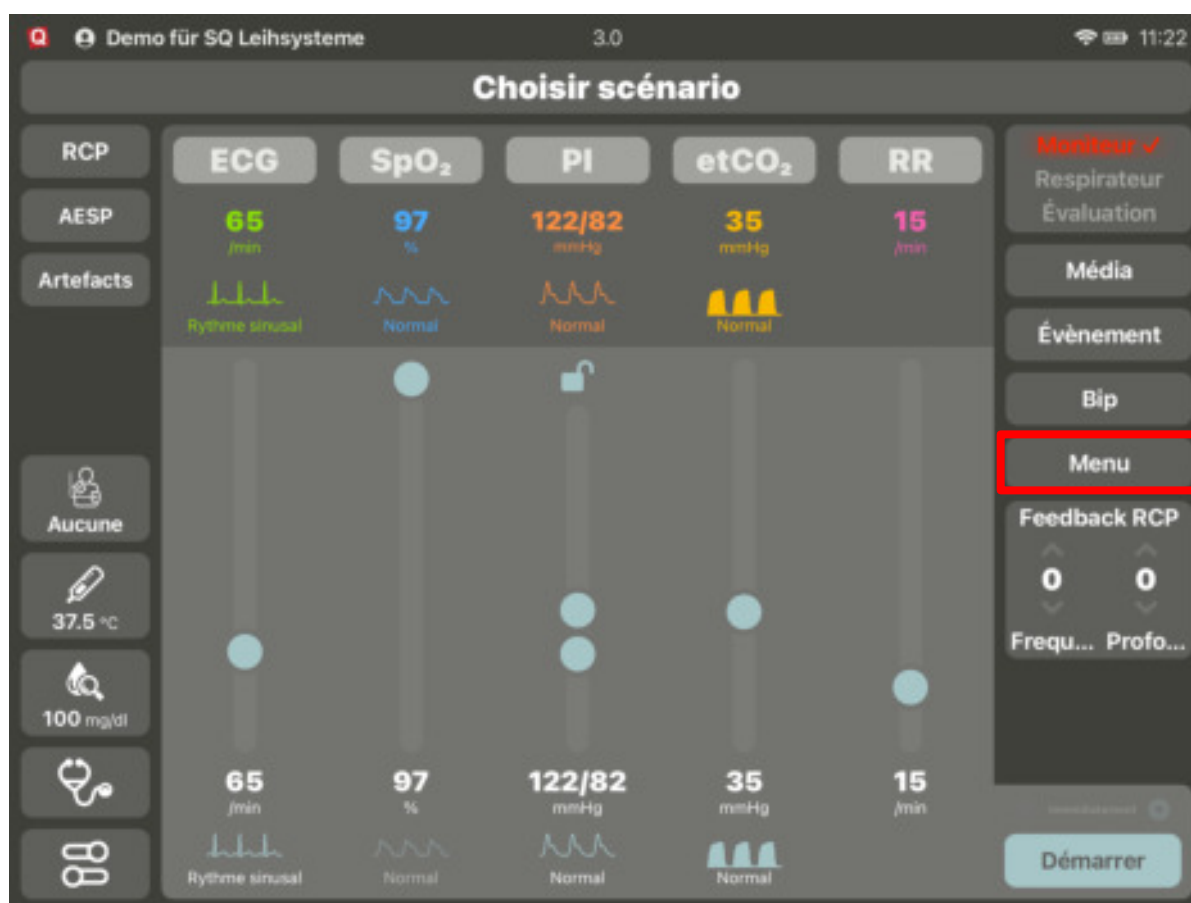 Q Demo für SQ Leihsysteme 3.0 11:22
Choisir scénario
RCP
AESP
Artefacts
Aucune
37.5 °C
100 mg/dl
ECG SpO₂ PI etCO₂ RR
65 97 122/82 35 15
/min % mmHg mmHg /min
Rythme sinusal Normal Normal Normal
65 97 122/82 35 15
/min % mmHg mmHg /min
Rythme sinusal Normal Normal Normal
Moniteur ✓
Respirateur
Évaluation
Média
Évènement
Bip
Menu
Feedback RCP
0 0
Frequ... Profo...
Démarrer